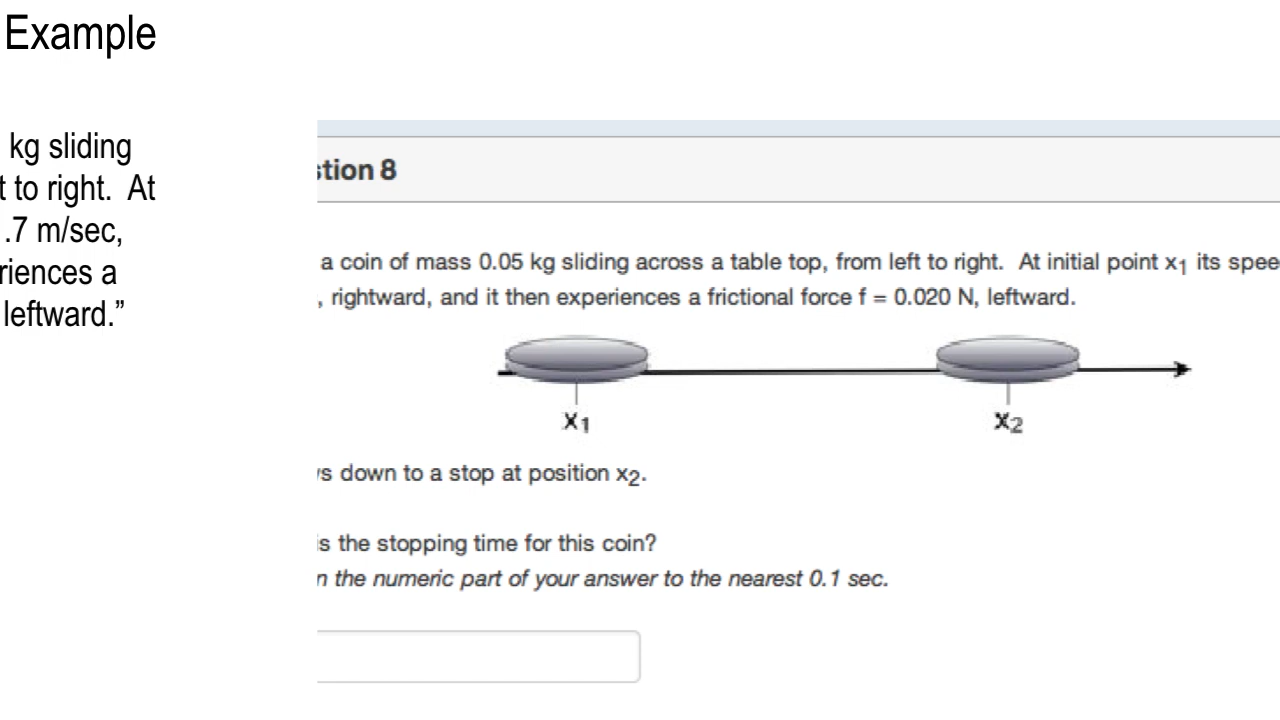 Example
kg sliding
t to right. At
.7 m/sec,
riences a
leftward.”
stion 8
a coin of mass 0.05 kg sliding across a table top, from left to right. At initial point x1 its spee
, rightward, and it then experiences a frictional force f = 0.020 N, leftward.
x1
x2
s down to a stop at position x2.
is the stopping time for this coin?
n the numeric part of your answer to the nearest 0.1 sec.